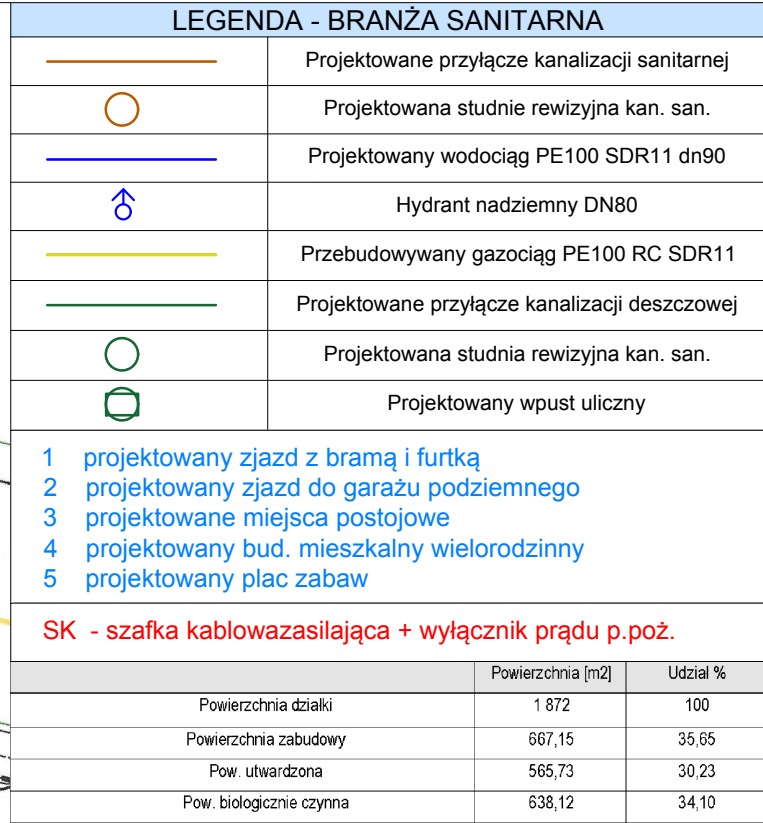 LEGENDA - BRANŻA SANITARNA
Projektowane przyłącze kanalizacji sanitarnej
Projektowana studnie rewizyjna kan. san.
Projektowany wodociąg PE100 SDR11 dn90
Hydrant nadziemny DN80
Przebudowywany gazociąg PE100 RC SDR11
Projektowane przyłącze kanalizacji deszczowej
Projektowana studnia rewizyjna kan. san.
Projektowany wpust uliczny
1 projektowany zjazd z bramą i furtką
2 projektowany zjazd do garażu podziemnego
3 projektowane miejsca postojowe
4 projektowany bud. mieszkalny wielorodzinny
5 projektowany plac zabaw
SK - szafka kablowazasilająca + wyłącznik prądu p.poż.
Powierzchnia [m2] Udział %
Powierzchnia działki 1 872 100
Powierzchnia zabudowy 667,15 35,65
Pow. utwardzona 565,73 30,23
Pow. biologicznie czynna 638,12 34,10